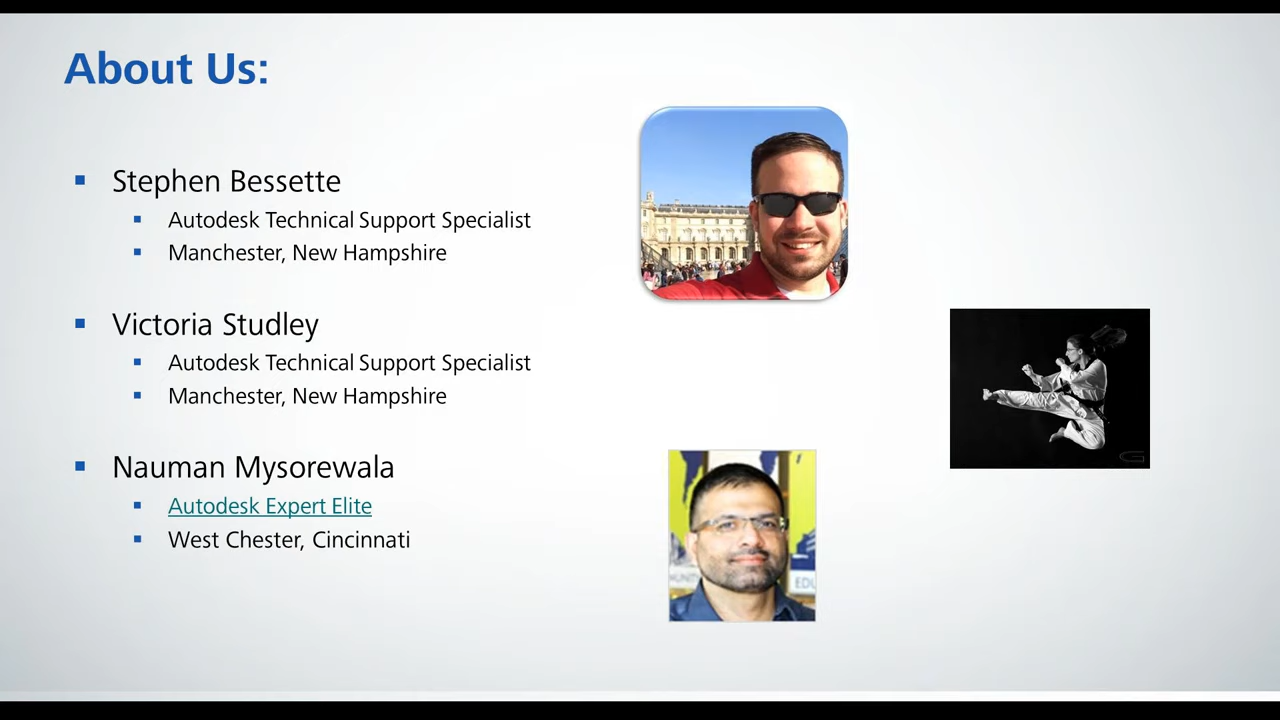 About Us:
Stephen Bessette
Autodesk Technical Support Specialist
Manchester, New Hampshire
Victoria Studley
Autodesk Technical Support Specialist
Manchester, New Hampshire
Nauman Mysorewala
Autodesk Expert Elite
West Chester, Cincinnati
EDU